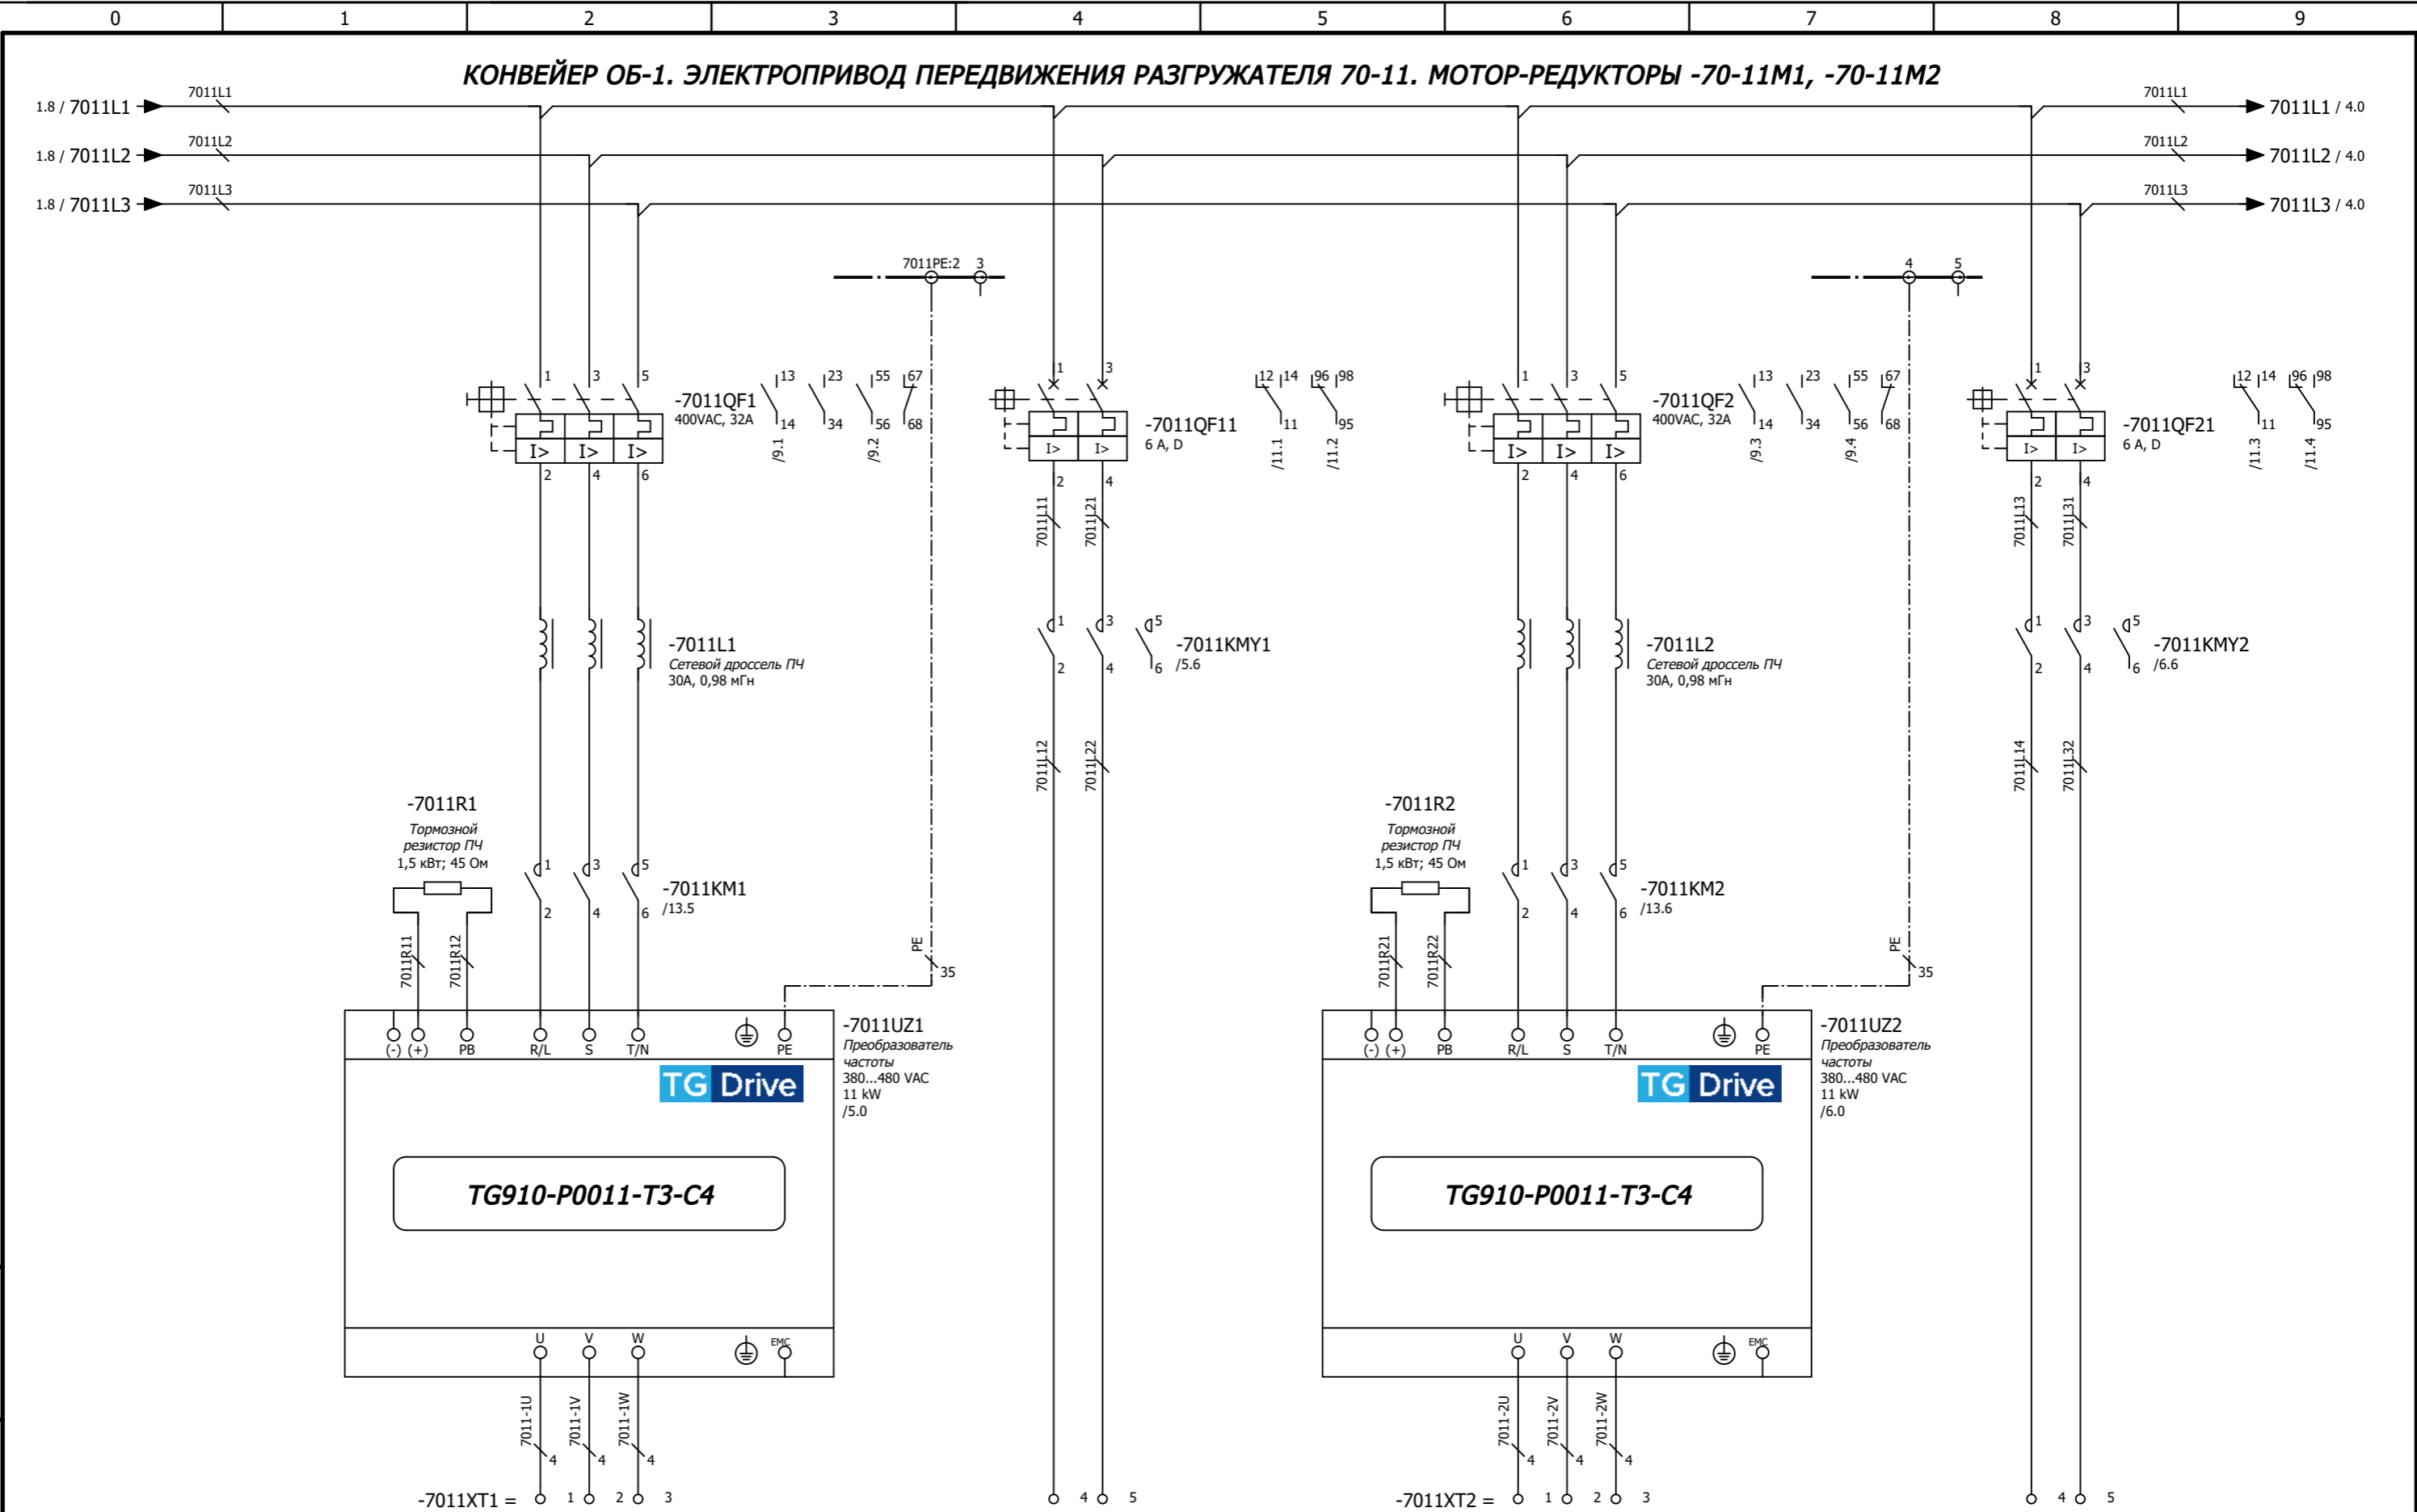 0 1 2 3 4 5 6 7 8 9
КОНВЕЙЕР ОБ-1. ЭЛЕКТРОПРИВОД ПЕРЕДВИЖЕНИЯ РАЗГРУЖАТЕЛЯ 70-11. МОТОР-РЕДУКТОРЫ -70-11М1, -70-11М2
1.8 / 7011L1 7011L1 7011L1 7011L1 / 4.0
1.8 / 7011L2 7011L2 7011L2 7011L2 / 4.0
1.8 / 7011L3 7011L3 7011L3 7011L3 / 4.0
7011PE:2 3 4 5
1 3 5
-7011QF1
400VAC, 32A
I> I> I>
2 4 6
13 23 55 67
14 34 56 68
/9.1 /9.2
1 3
-7011QF11
6 A, D
I> I>
2 4
12 14 96 98
11 95
/11.1 /11.2
1 3 5
-7011QF2
400VAC, 32A
I> I> I>
2 4 6
13 23 55 67
14 34 56 68
/9.3 /9.4
1 3
-7011QF21
6 A, D
I> I>
2 4
12 14 96 98
11 95
/11.3 /11.4
7011L11 7011L21
7011L13 7011L31
-7011L1
Сетевой дроссель ПЧ
30А, 0,98 мГн
1 3 5
-7011KMY1
2 4 6 /5.6
-7011L2
Сетевой дроссель ПЧ
30А, 0,98 мГн
1 3 5
-7011KMY2
2 4 6 /6.6
7011L12 7011L22
7011L14 7011L32
-7011R1
Тормозной
резистор ПЧ
1,5 кВт; 45 Ом
7011R11 7011R12
1 3 5
-7011KM1
2 4 6 /13.5
PE
35
-7011R2
Тормозной
резистор ПЧ
1,5 кВт; 45 Ом
7011R21 7011R22
1 3 5
-7011KM2
2 4 6 /13.6
PE
35
(-) (+) PB R/L S T/N PE
-7011UZ1
Преобразователь
частоты
380...480 VAC
11 kW
/5.0
TG Drive
TG910-P0011-T3-C4
U V W EMC
(-) (+) PB R/L S T/N PE
-7011UZ2
Преобразователь
частоты
380...480 VAC
11 kW
/6.0
TG Drive
TG910-P0011-T3-C4
U V W EMC
7011-1U 7011-1V 7011-1W
4 4 4
7011-2U 7011-2V 7011-2W
4 4 4
-7011XT1 = 1 2 3 4 5
-7011XT2 = 1 2 3 4 5